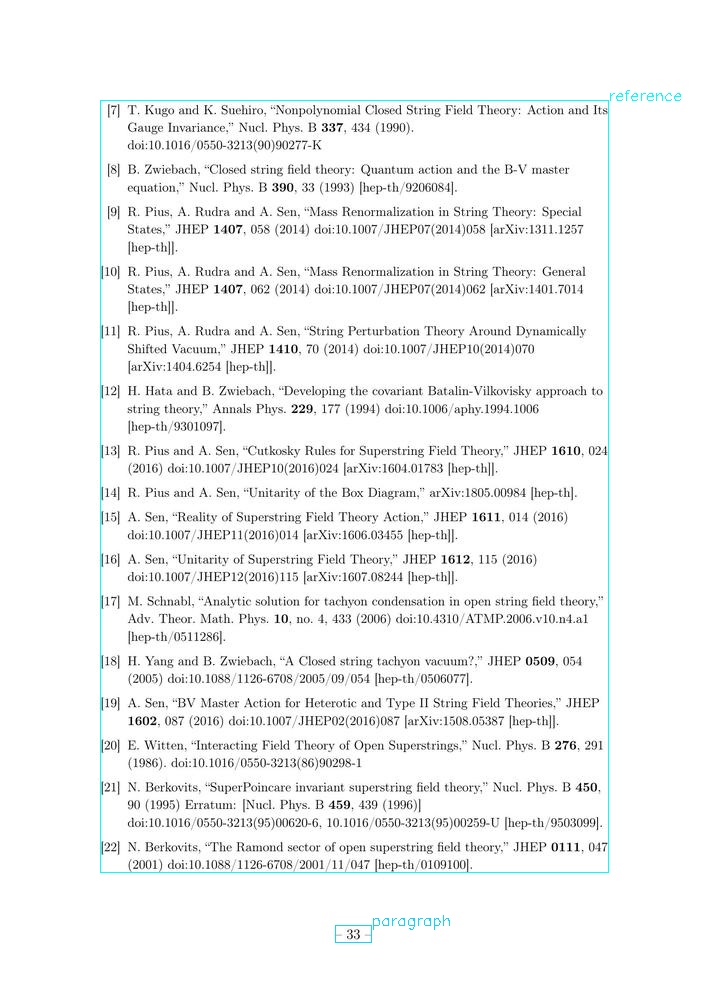 reference
[7] T. Kugo and K. Suehiro, “Nonpolynomial Closed String Field Theory: Action and Its
Gauge Invariance,” Nucl. Phys. B 337, 434 (1990).
doi:10.1016/0550-3213(90)90277-K
[8] B. Zwiebach, “Closed string field theory: Quantum action and the B-V master
equation,” Nucl. Phys. B 390, 33 (1993) [hep-th/9206084].
[9] R. Pius, A. Rudra and A. Sen, “Mass Renormalization in String Theory: Special
States,” JHEP 1407, 058 (2014) doi:10.1007/JHEP07(2014)058 [arXiv:1311.1257
[hep-th]].
[10] R. Pius, A. Rudra and A. Sen, “Mass Renormalization in String Theory: General
States,” JHEP 1407, 062 (2014) doi:10.1007/JHEP07(2014)062 [arXiv:1401.7014
[hep-th]].
[11] R. Pius, A. Rudra and A. Sen, “String Perturbation Theory Around Dynamically
Shifted Vacuum,” JHEP 1410, 70 (2014) doi:10.1007/JHEP10(2014)070
[arXiv:1404.6254 [hep-th]].
[12] H. Hata and B. Zwiebach, “Developing the covariant Batalin-Vilkovisky approach to
string theory,” Annals Phys. 229, 177 (1994) doi:10.1006/aphy.1994.1006
[hep-th/9301097].
[13] R. Pius and A. Sen, “Cutkosky Rules for Superstring Field Theory,” JHEP 1610, 024
(2016) doi:10.1007/JHEP10(2016)024 [arXiv:1604.01783 [hep-th]].
[14] R. Pius and A. Sen, “Unitarity of the Box Diagram,” arXiv:1805.00984 [hep-th].
[15] A. Sen, “Reality of Superstring Field Theory Action,” JHEP 1611, 014 (2016)
doi:10.1007/JHEP11(2016)014 [arXiv:1606.03455 [hep-th]].
[16] A. Sen, “Unitarity of Superstring Field Theory,” JHEP 1612, 115 (2016)
doi:10.1007/JHEP12(2016)115 [arXiv:1607.08244 [hep-th]].
[17] M. Schnabl, “Analytic solution for tachyon condensation in open string field theory,”
Adv. Theor. Math. Phys. 10, no. 4, 433 (2006) doi:10.4310/ATMP.2006.v10.n4.a1
[hep-th/0511286].
[18] H. Yang and B. Zwiebach, “A Closed string tachyon vacuum?,” JHEP 0509, 054
(2005) doi:10.1088/1126-6708/2005/09/054 [hep-th/0506077].
[19] A. Sen, “BV Master Action for Heterotic and Type II String Field Theories,” JHEP
1602, 087 (2016) doi:10.1007/JHEP02(2016)087 [arXiv:1508.05387 [hep-th]].
[20] E. Witten, “Interacting Field Theory of Open Superstrings,” Nucl. Phys. B 276, 291
(1986). doi:10.1016/0550-3213(86)90298-1
[21] N. Berkovits, “SuperPoincare invariant superstring field theory,” Nucl. Phys. B 450,
90 (1995) Erratum: [Nucl. Phys. B 459, 439 (1996)]
doi:10.1016/0550-3213(95)00620-6, 10.1016/0550-3213(95)00259-U [hep-th/9503099].
[22] N. Berkovits, “The Ramond sector of open superstring field theory,” JHEP 0111, 047
(2001) doi:10.1088/1126-6708/2001/11/047 [hep-th/0109100].
paragraph
– 33 –